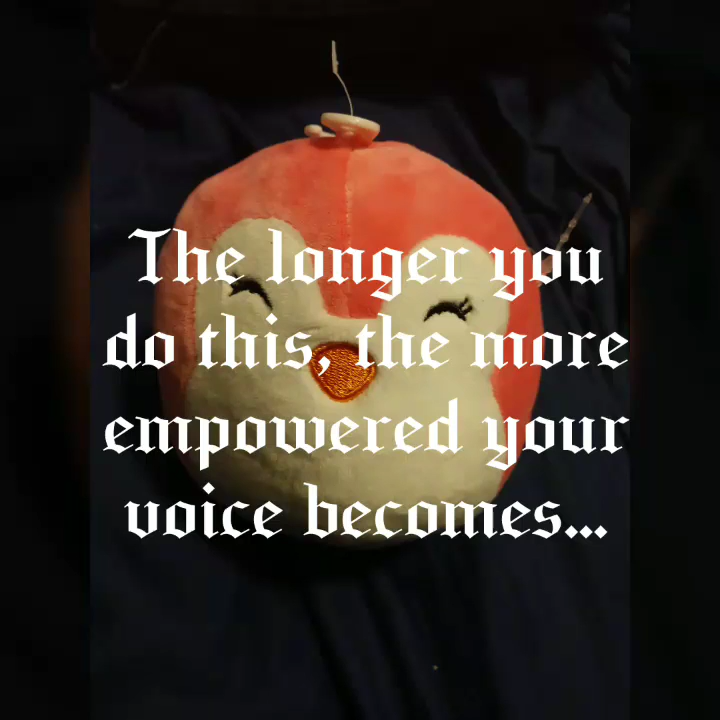 The longer you
do this, the more
empowered your
voice becomes...